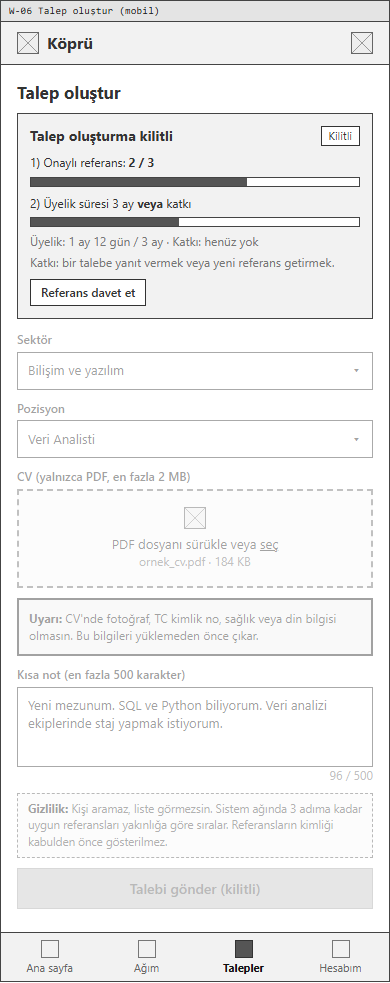 W-06 Talep oluştur (mobil)
Köprü
Talep oluştur
Talep oluşturma kilitli
Kilitli
1) Onaylı referans: 2 / 3
2) Üyelik süresi 3 ay veya katkı
Üyelik: 1 ay 12 gün / 3 ay · Katkı: henüz yok
Katkı: bir talebe yanıt vermek veya yeni referans getirmek.
Referans davet et
Sektör
Bilişim ve yazılım
Pozisyon
Veri Analisti
CV (yalnızca PDF, en fazla 2 MB)
PDF dosyanı sürükle veya seç
ornek_cv.pdf · 184 KB
Uyarı: CV'nde fotoğraf, TC kimlik no, sağlık veya din bilgisi
olmasın. Bu bilgileri yüklemeden önce çıkar.
Kısa not (en fazla 500 karakter)
Yeni mezunum. SQL ve Python biliyorum. Veri analizi
ekiplerinde staj yapmak istiyorum.
96 / 500
Gizlilik: Kişi aramaz, liste görmezsin. Sistem ağında 3 adıma kadar
uygun referansları yakınlığa göre sıralar. Referansların kimliği
kabulden önce gösterilmez.
Talebi gönder (kilitli)
Ana sayfa
Ağım
Talepler
Hesabım